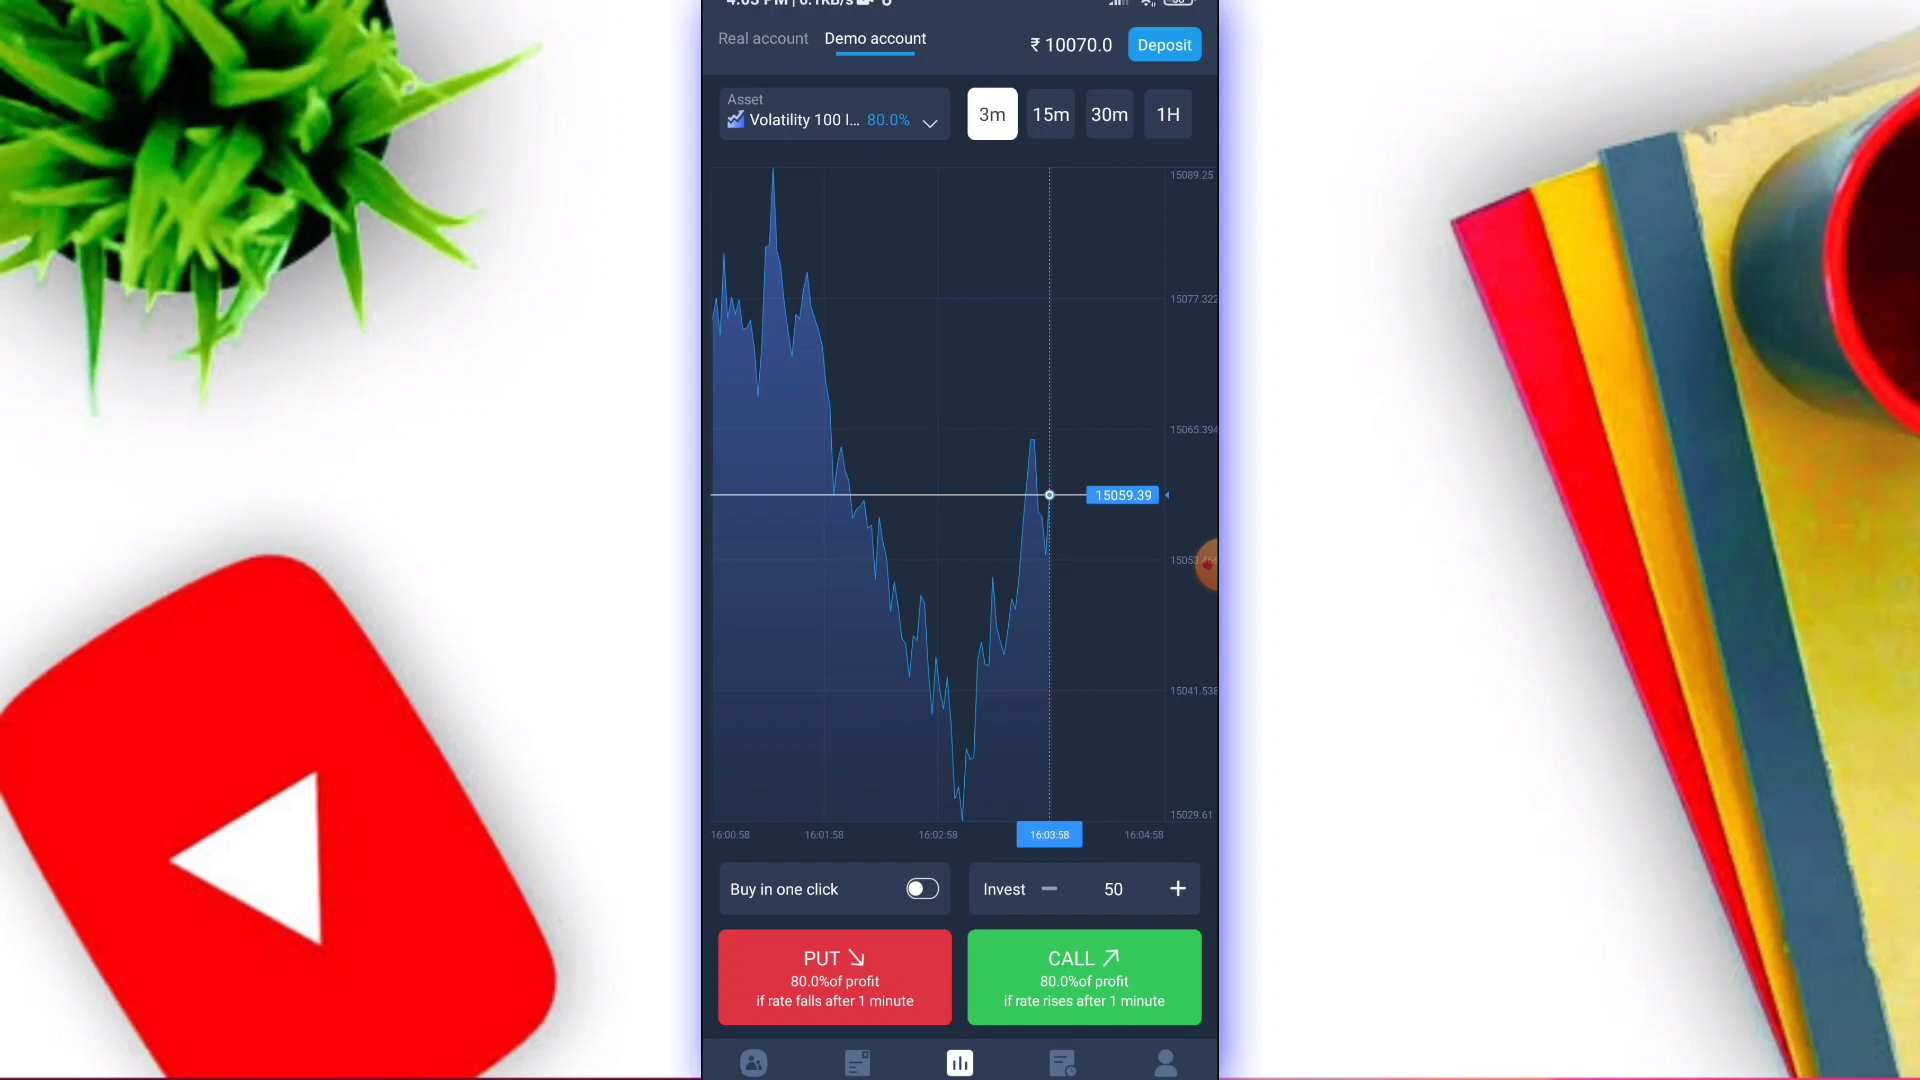 Real account Demo account ₹ 10070.0 Deposit
Asset
Volatility 100 I... 80.0% 3m 15m 30m 1H
15089.25
15077.322
15065.394
15059.39
15041.538
15029.61
16:00:58 16:01:58 16:02:58 16:03:58 16:04:58
Buy in one click Invest 50
PUT CALL
80.0%of profit 80.0%of profit
if rate falls after 1 minute if rate rises after 1 minute